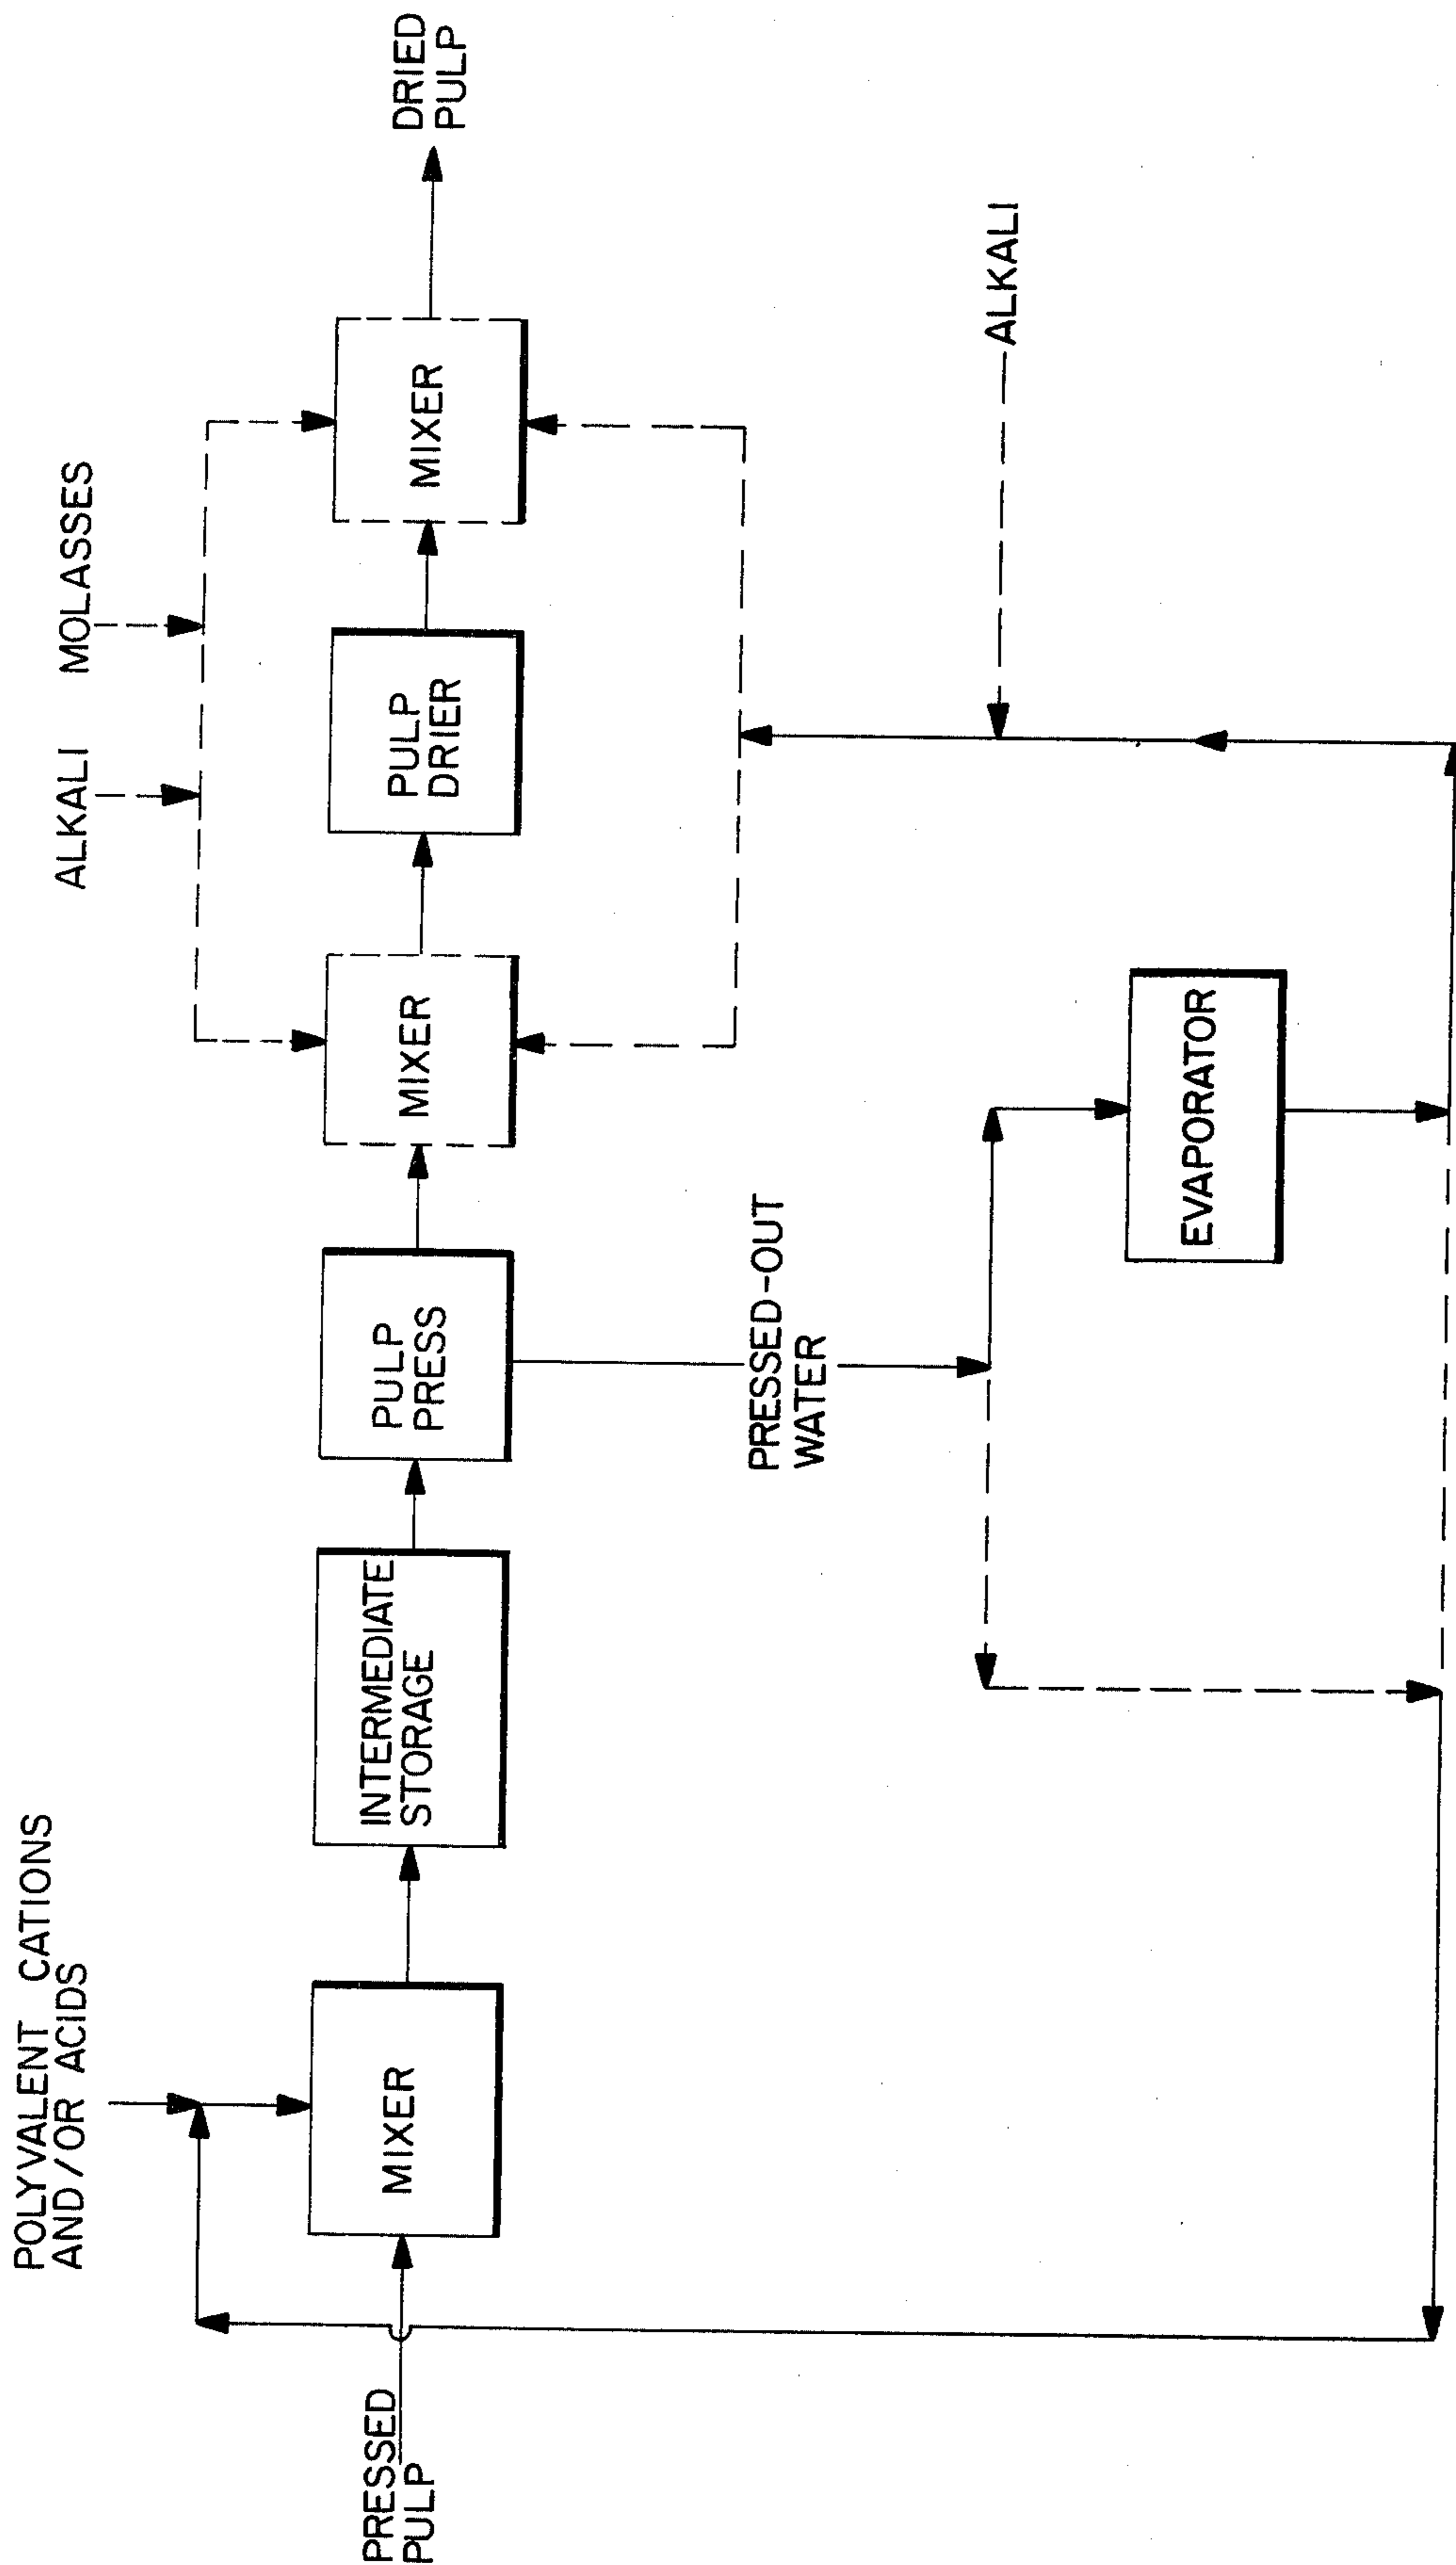 POLYVALENT CATIONS
AND/OR ACIDS
ALKALI
MOLASSES
PRESSED
PULP
MIXER
INTERMEDIATE
STORAGE
PULP
PRESS
MIXER
PULP
DRIER
MIXER
DRIED
PULP
PRESSED-OUT
WATER
ALKALI
EVAPORATOR